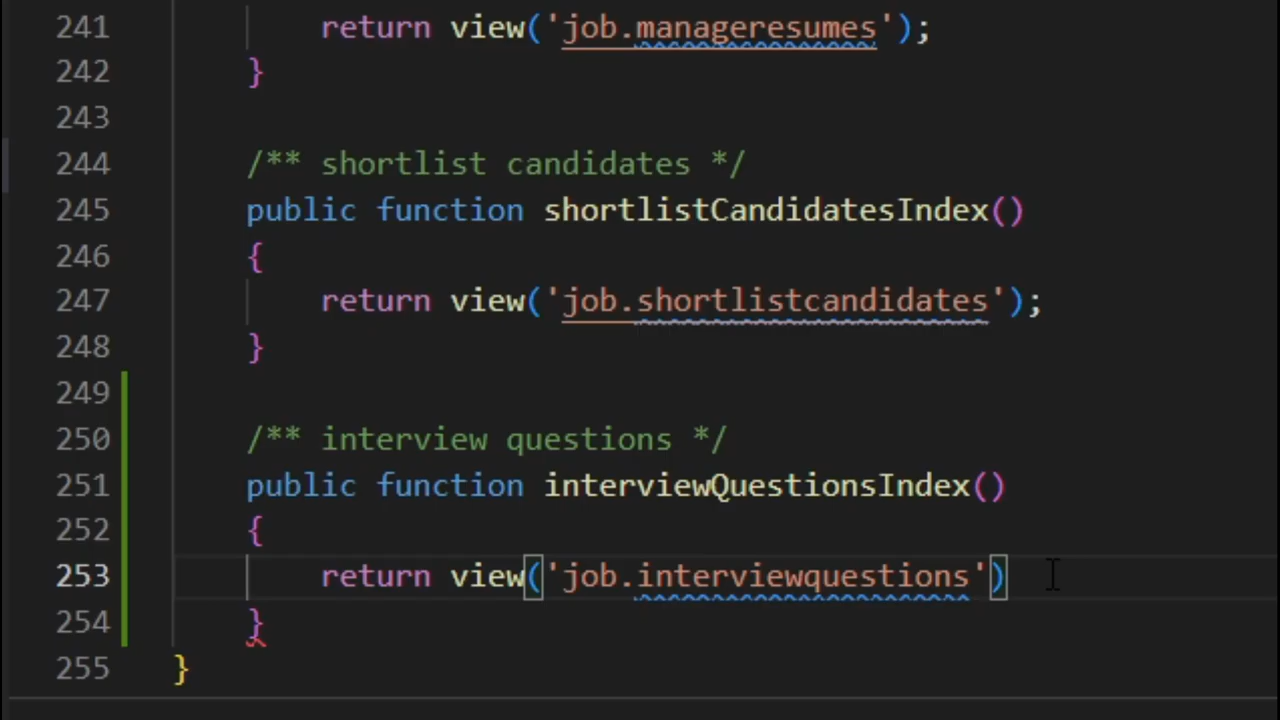 241 return view('job.manageresumes');
242 }
243
244 /** shortlist candidates */
245 public function shortlistCandidatesIndex()
246 {
247 return view('job.shortlistcandidates');
248 }
249
250 /** interview questions */
251 public function interviewQuestionsIndex()
252 {
253 return view('job.interviewquestions')
254 }
255 }